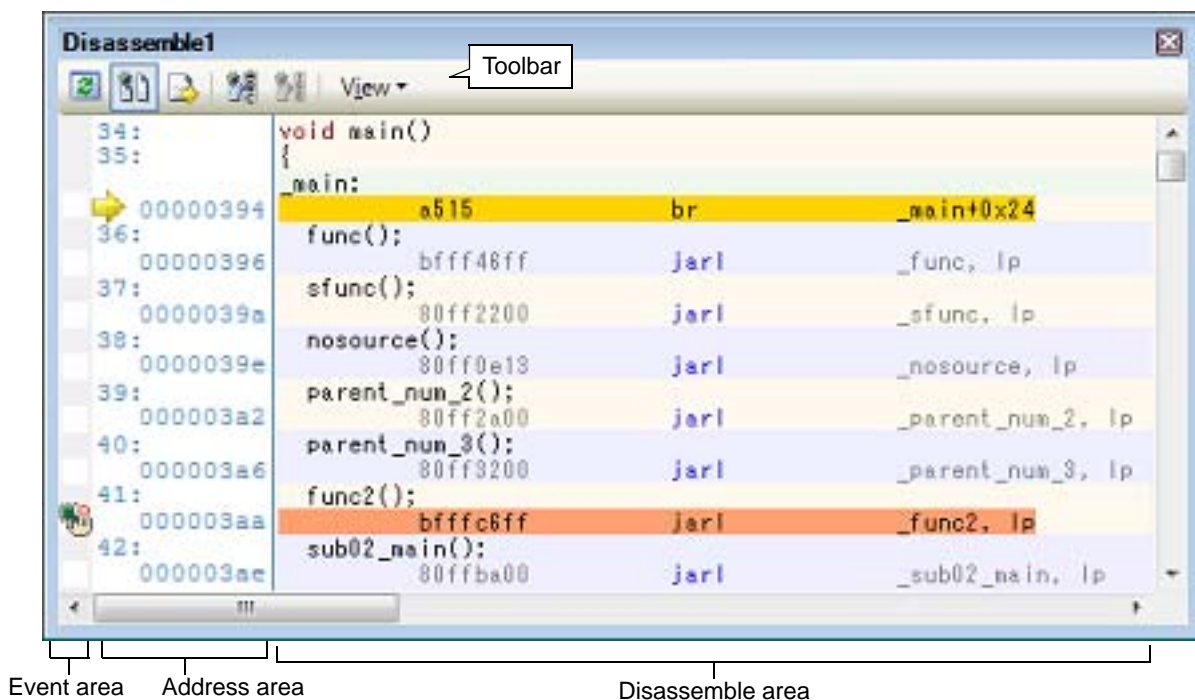 Disassemble1
View
Toolbar
34: void main()
35: {
_main:
00000394 a515 br _main+0x24
36: func();
00000396 bfff46ff jarl _func, lp
37: sfunc();
0000039a 80ff2200 jarl _sfunc, lp
38: nosource();
0000039e 80ff0e13 jarl _nosource, lp
39: parent_num_2();
000003a2 80ff2a00 jarl _parent_num_2, lp
40: parent_num_3();
000003a6 80ff3200 jarl _parent_num_3, lp
41: func2();
000003aa bfffc6ff jarl _func2, lp
42: sub02_main();
000003ae 80ffba00 jarl _sub02_main, lp
Event area Address area Disassemble area